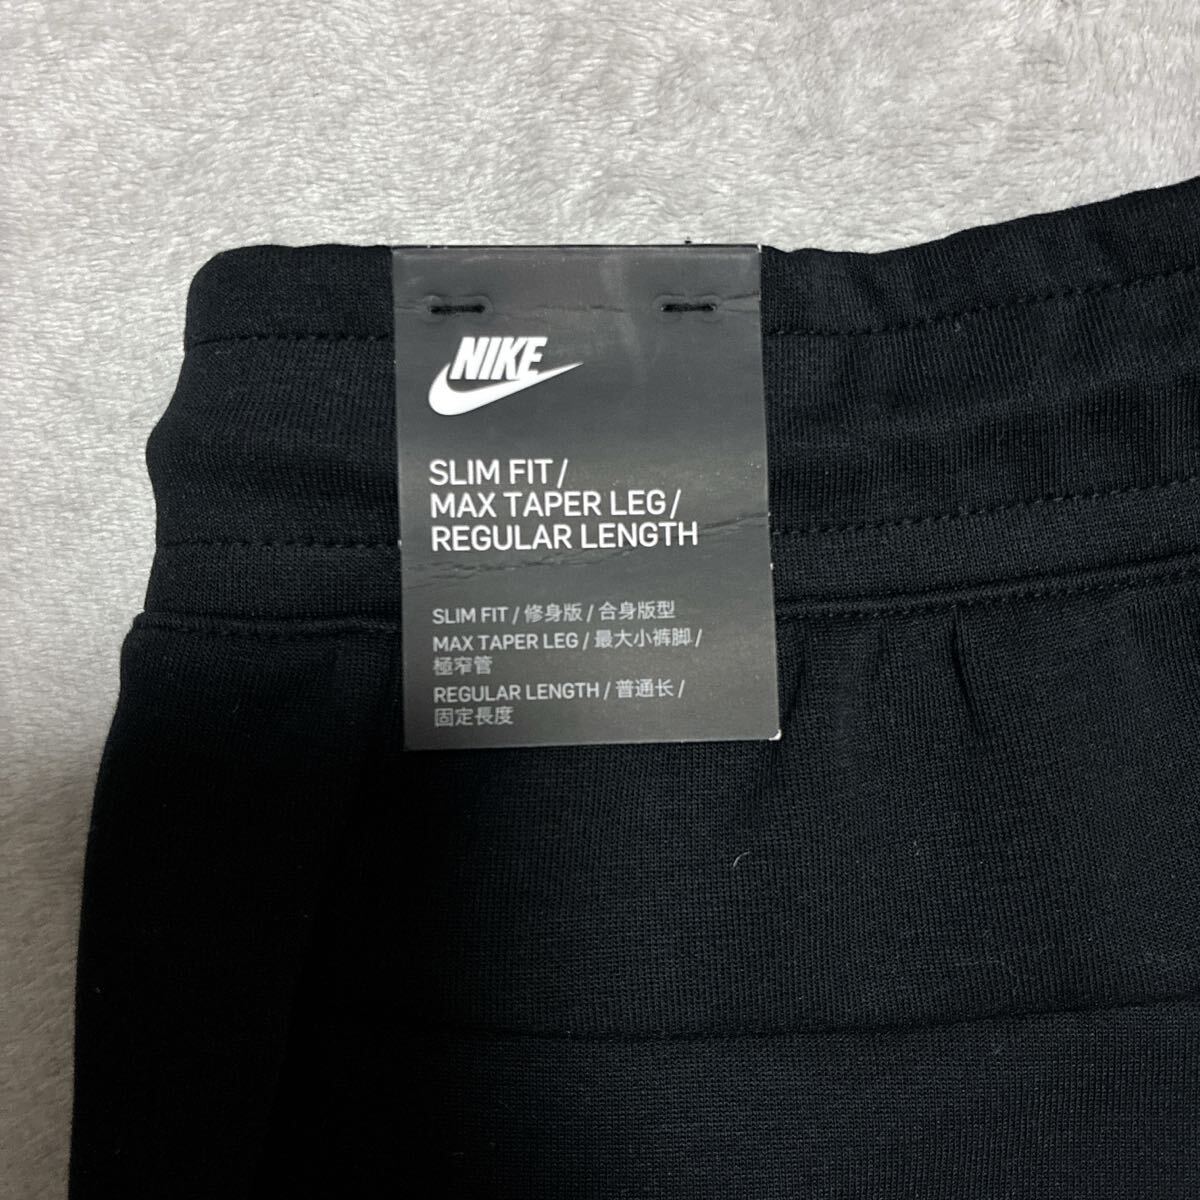 NIKE
SLIM FIT/
MAX TAPER LEG/
REGULAR LENGTH
SLIM FIT / 修身版 / 合身版型
MAX TAPER LEG / 最大小裤脚 /
極窄管
REGULAR LENGTH / 普通长 /
固定長度